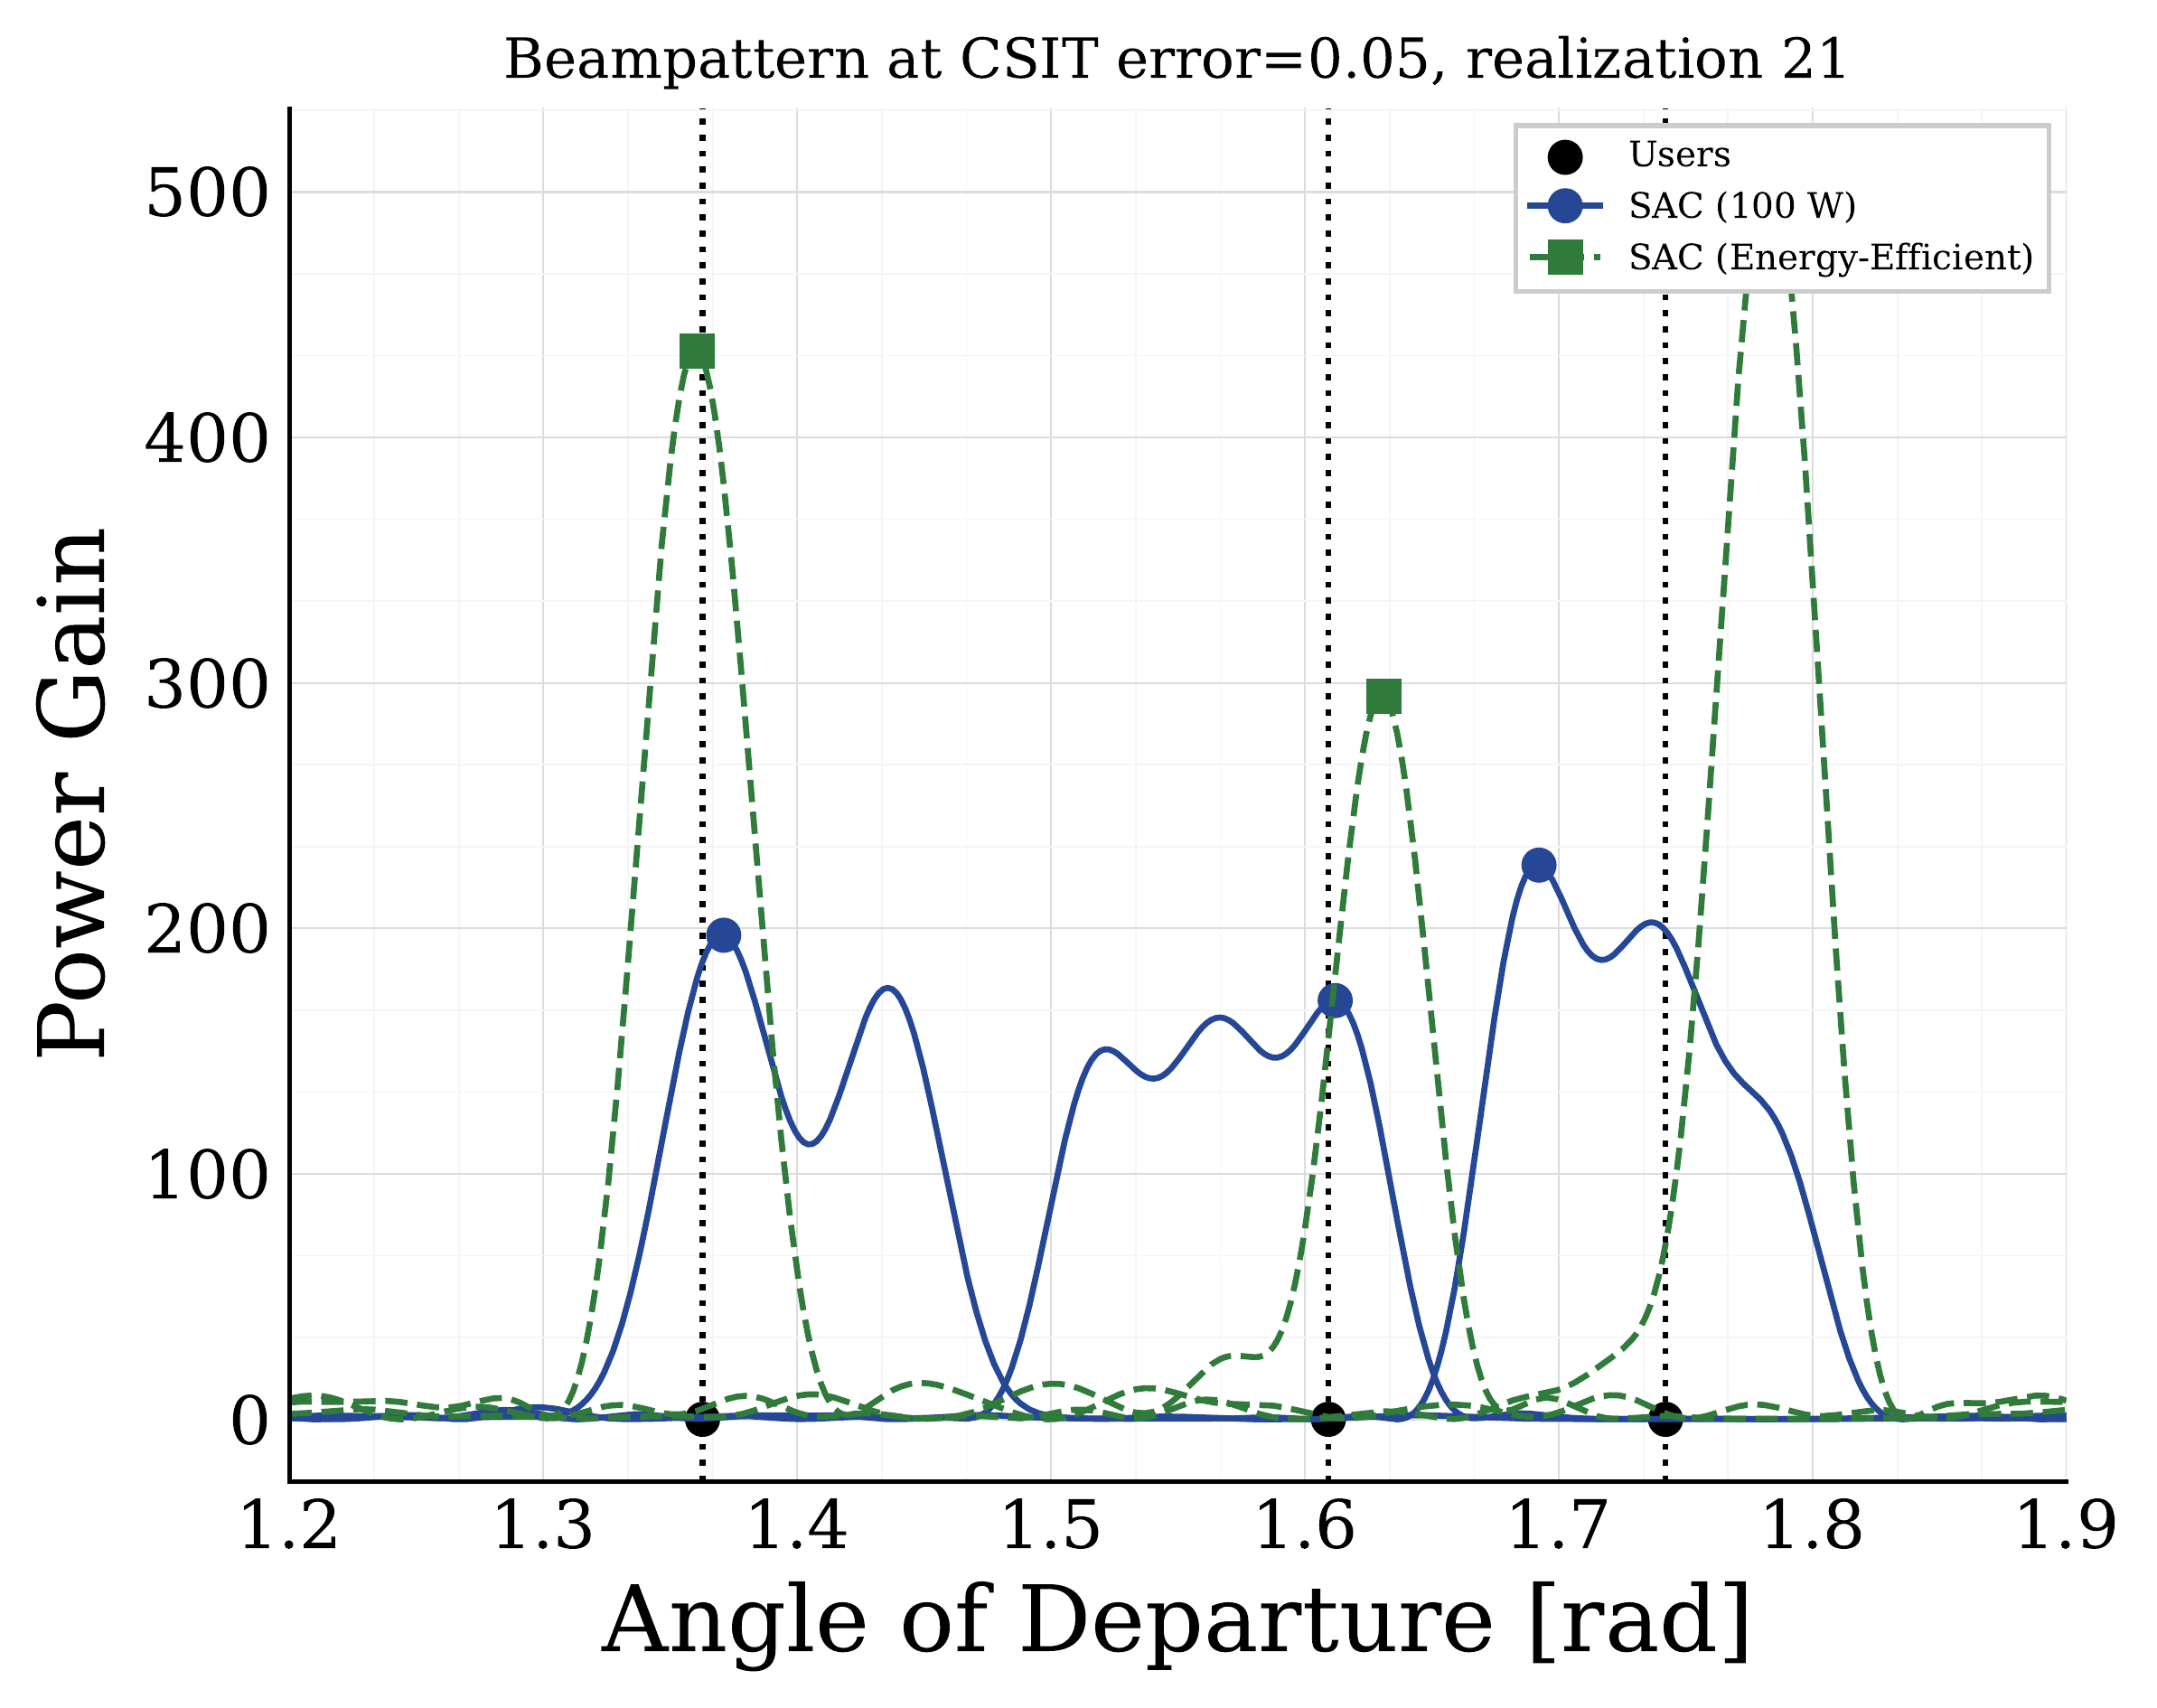 Beampattern at CSIT error=0.05, realization 21
Users
SAC (100 W)
SAC (Energy-Efficient)
Power Gain
500
400
300
200
100
0
1.2 1.3 1.4 1.5 1.6 1.7 1.8 1.9
Angle of Departure [rad]